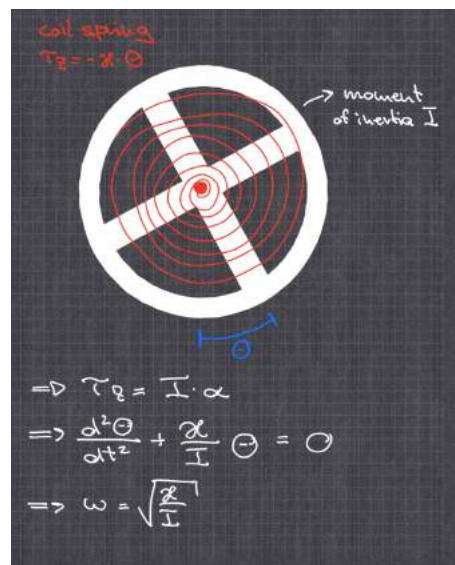 coil spring
τz = -ϰ · Θ
→ moment
of inertia I
Θ
=> τz = I · α
=> d²Θ/dt² + ϰ/I Θ = 0
=> ω = √(ϰ/I)